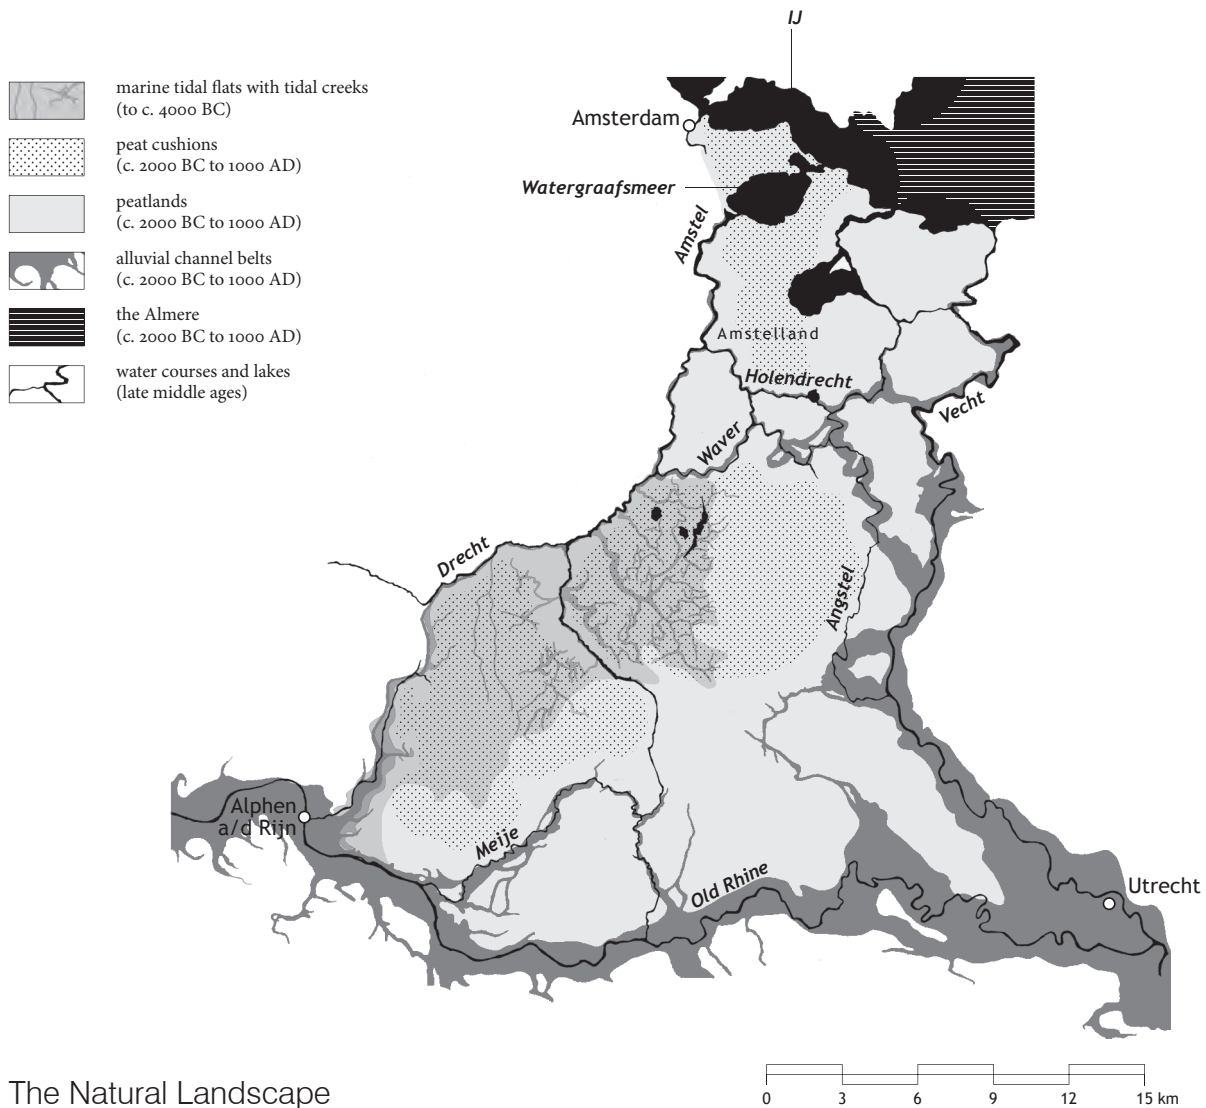 IJ
marine tidal flats with tidal creeks
(to c. 4000 BC)
peat cushions
(c. 2000 BC to 1000 AD)
peatlands
(c. 2000 BC to 1000 AD)
alluvial channel belts
(c. 2000 BC to 1000 AD)
the Almere
(c. 2000 BC to 1000 AD)
water courses and lakes
(late middle ages)
Amsterdam
Watergraafsmeer
Amstel
Amstelland
Holendrecht
Vecht
Waver
Drecht
Angstel
Alphen
a/d Rijn
Meije
Old Rhine
Utrecht
The Natural Landscape
0 3 6 9 12 15 km